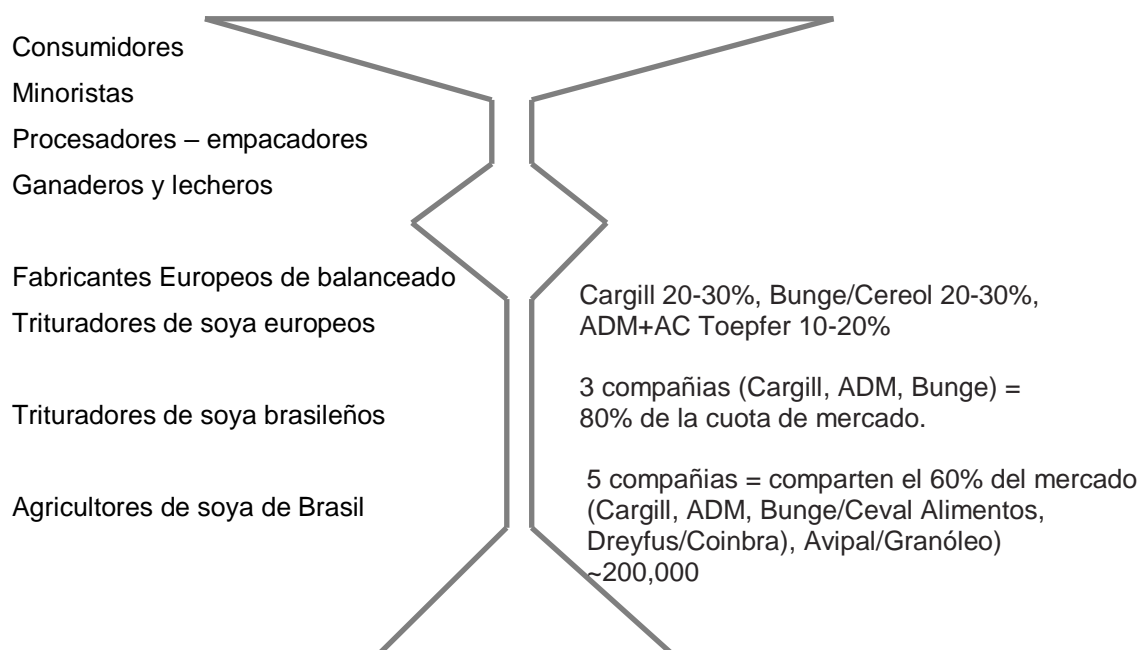 Consumidores
Minoristas
Procesadores – empacadores
Ganaderos y lecheros
Fabricantes Europeos de balanceado
Trituradores de soya europeos
Cargill 20-30%, Bunge/Cereol 20-30%,
ADM+AC Toepfer 10-20%
Trituradores de soya brasileños
3 compañias (Cargill, ADM, Bunge) =
80% de la cuota de mercado.
Agricultores de soya de Brasil
5 compañias = comparten el 60% del mercado
(Cargill, ADM, Bunge/Ceval Alimentos,
Dreyfus/Coinbra), Avipal/Granóleo)
~200,000